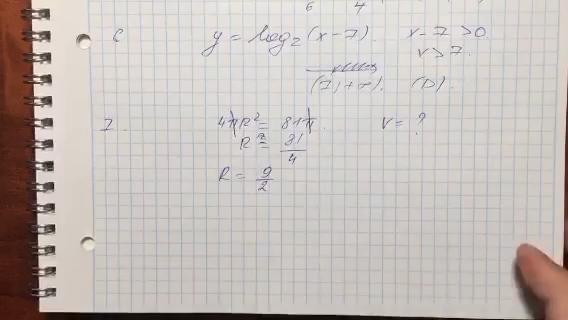 6 4
6 y = log₂(x-7). x-7>0
x>7.
(7;+∞). (D).
7. 4πR² = 81π. V = ?
R² = 81/4
R = 9/2